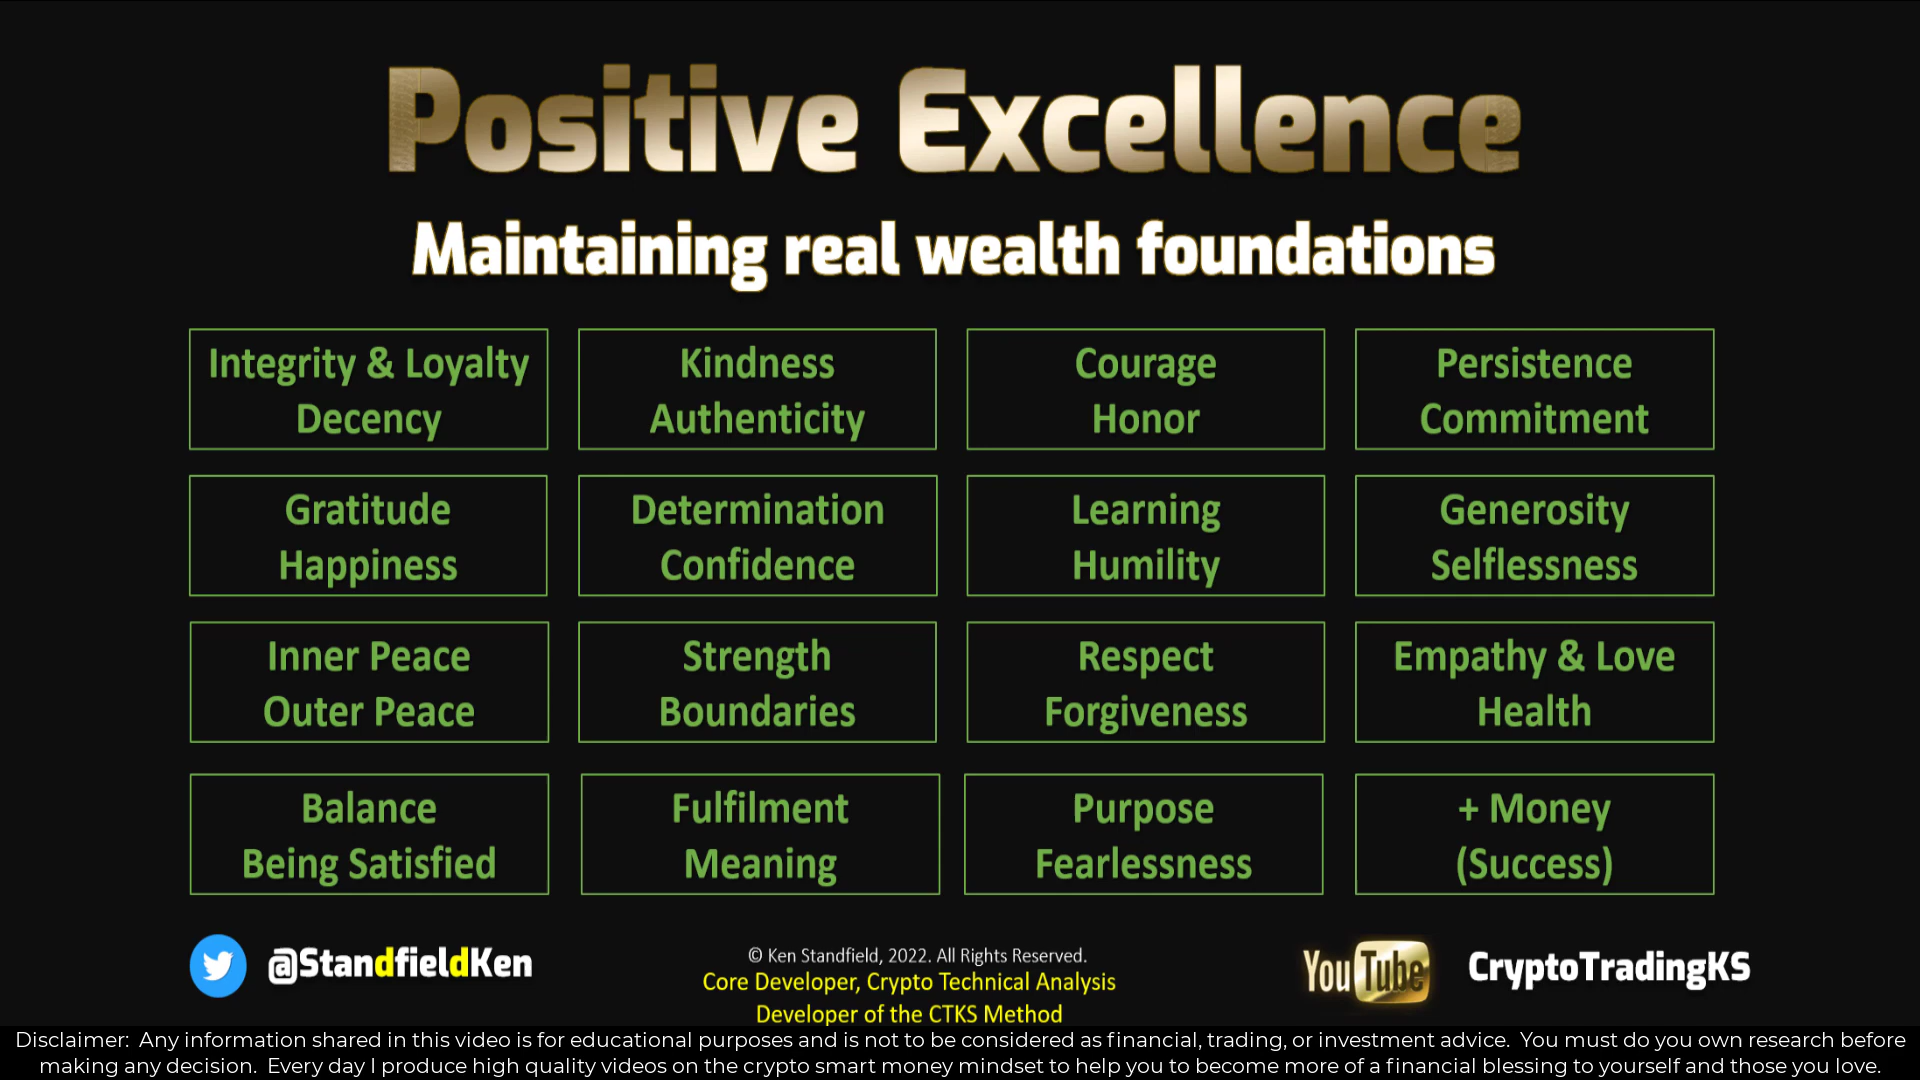 Positive Excellence
Maintaining real wealth foundations
Integrity & Loyalty
Decency
Kindness
Authenticity
Courage
Honor
Persistence
Commitment
Gratitude
Happiness
Determination
Confidence
Learning
Humility
Generosity
Selflessness
Inner Peace
Outer Peace
Strength
Boundaries
Respect
Forgiveness
Empathy & Love
Health
Balance
Being Satisfied
Fulfilment
Meaning
Purpose
Fearlessness
+ Money
(Success)
@StandfieldKen
© Ken Standfield, 2022. All Rights Reserved.
Core Developer, Crypto Technical Analysis
Developer of the CTKS Method
YouTube
CryptoTradingKS
Disclaimer: Any information shared in this video is for educational purposes and is not to be considered as financial, trading, or investment advice. You must do you own research before
making any decision. Every day I produce high quality videos on the crypto smart money mindset to help you to become more of a financial blessing to yourself and those you love.